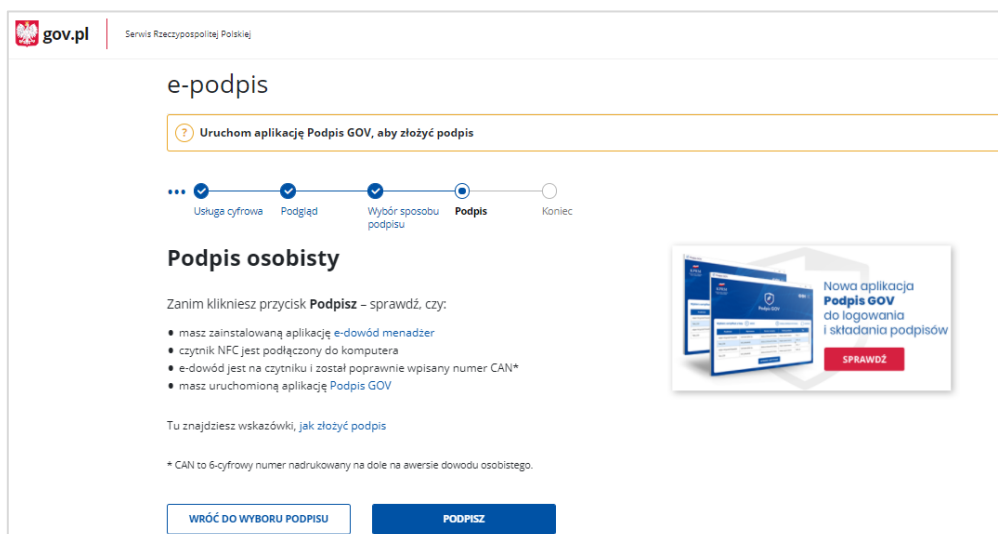 gov.pl
Serwis Rzeczypospolitej Polskiej
e-podpis
? Uruchom aplikację Podpis GOV, aby złożyć podpis
Usługa cyfrowa
Podgląd
Wybór sposobu
podpisu
Podpis
Koniec
Podpis osobisty
Zanim klikniesz przycisk Podpisz – sprawdź, czy:
• masz zainstalowaną aplikację e-dowód menadżer
• czytnik NFC jest podłączony do komputera
• e-dowód jest na czytniku i został poprawnie wpisany numer CAN*
• masz uruchomioną aplikację Podpis GOV
Tu znajdziesz wskazówki, jak złożyć podpis
* CAN to 6-cyfrowy numer nadrukowany na dole na awersie dowodu osobistego.
WRÓĆ DO WYBORU PODPISU
PODPISZ
Podpis GOV
Nowa aplikacja
Podpis GOV
do logowania
i składania podpisów
SPRAWDŹ